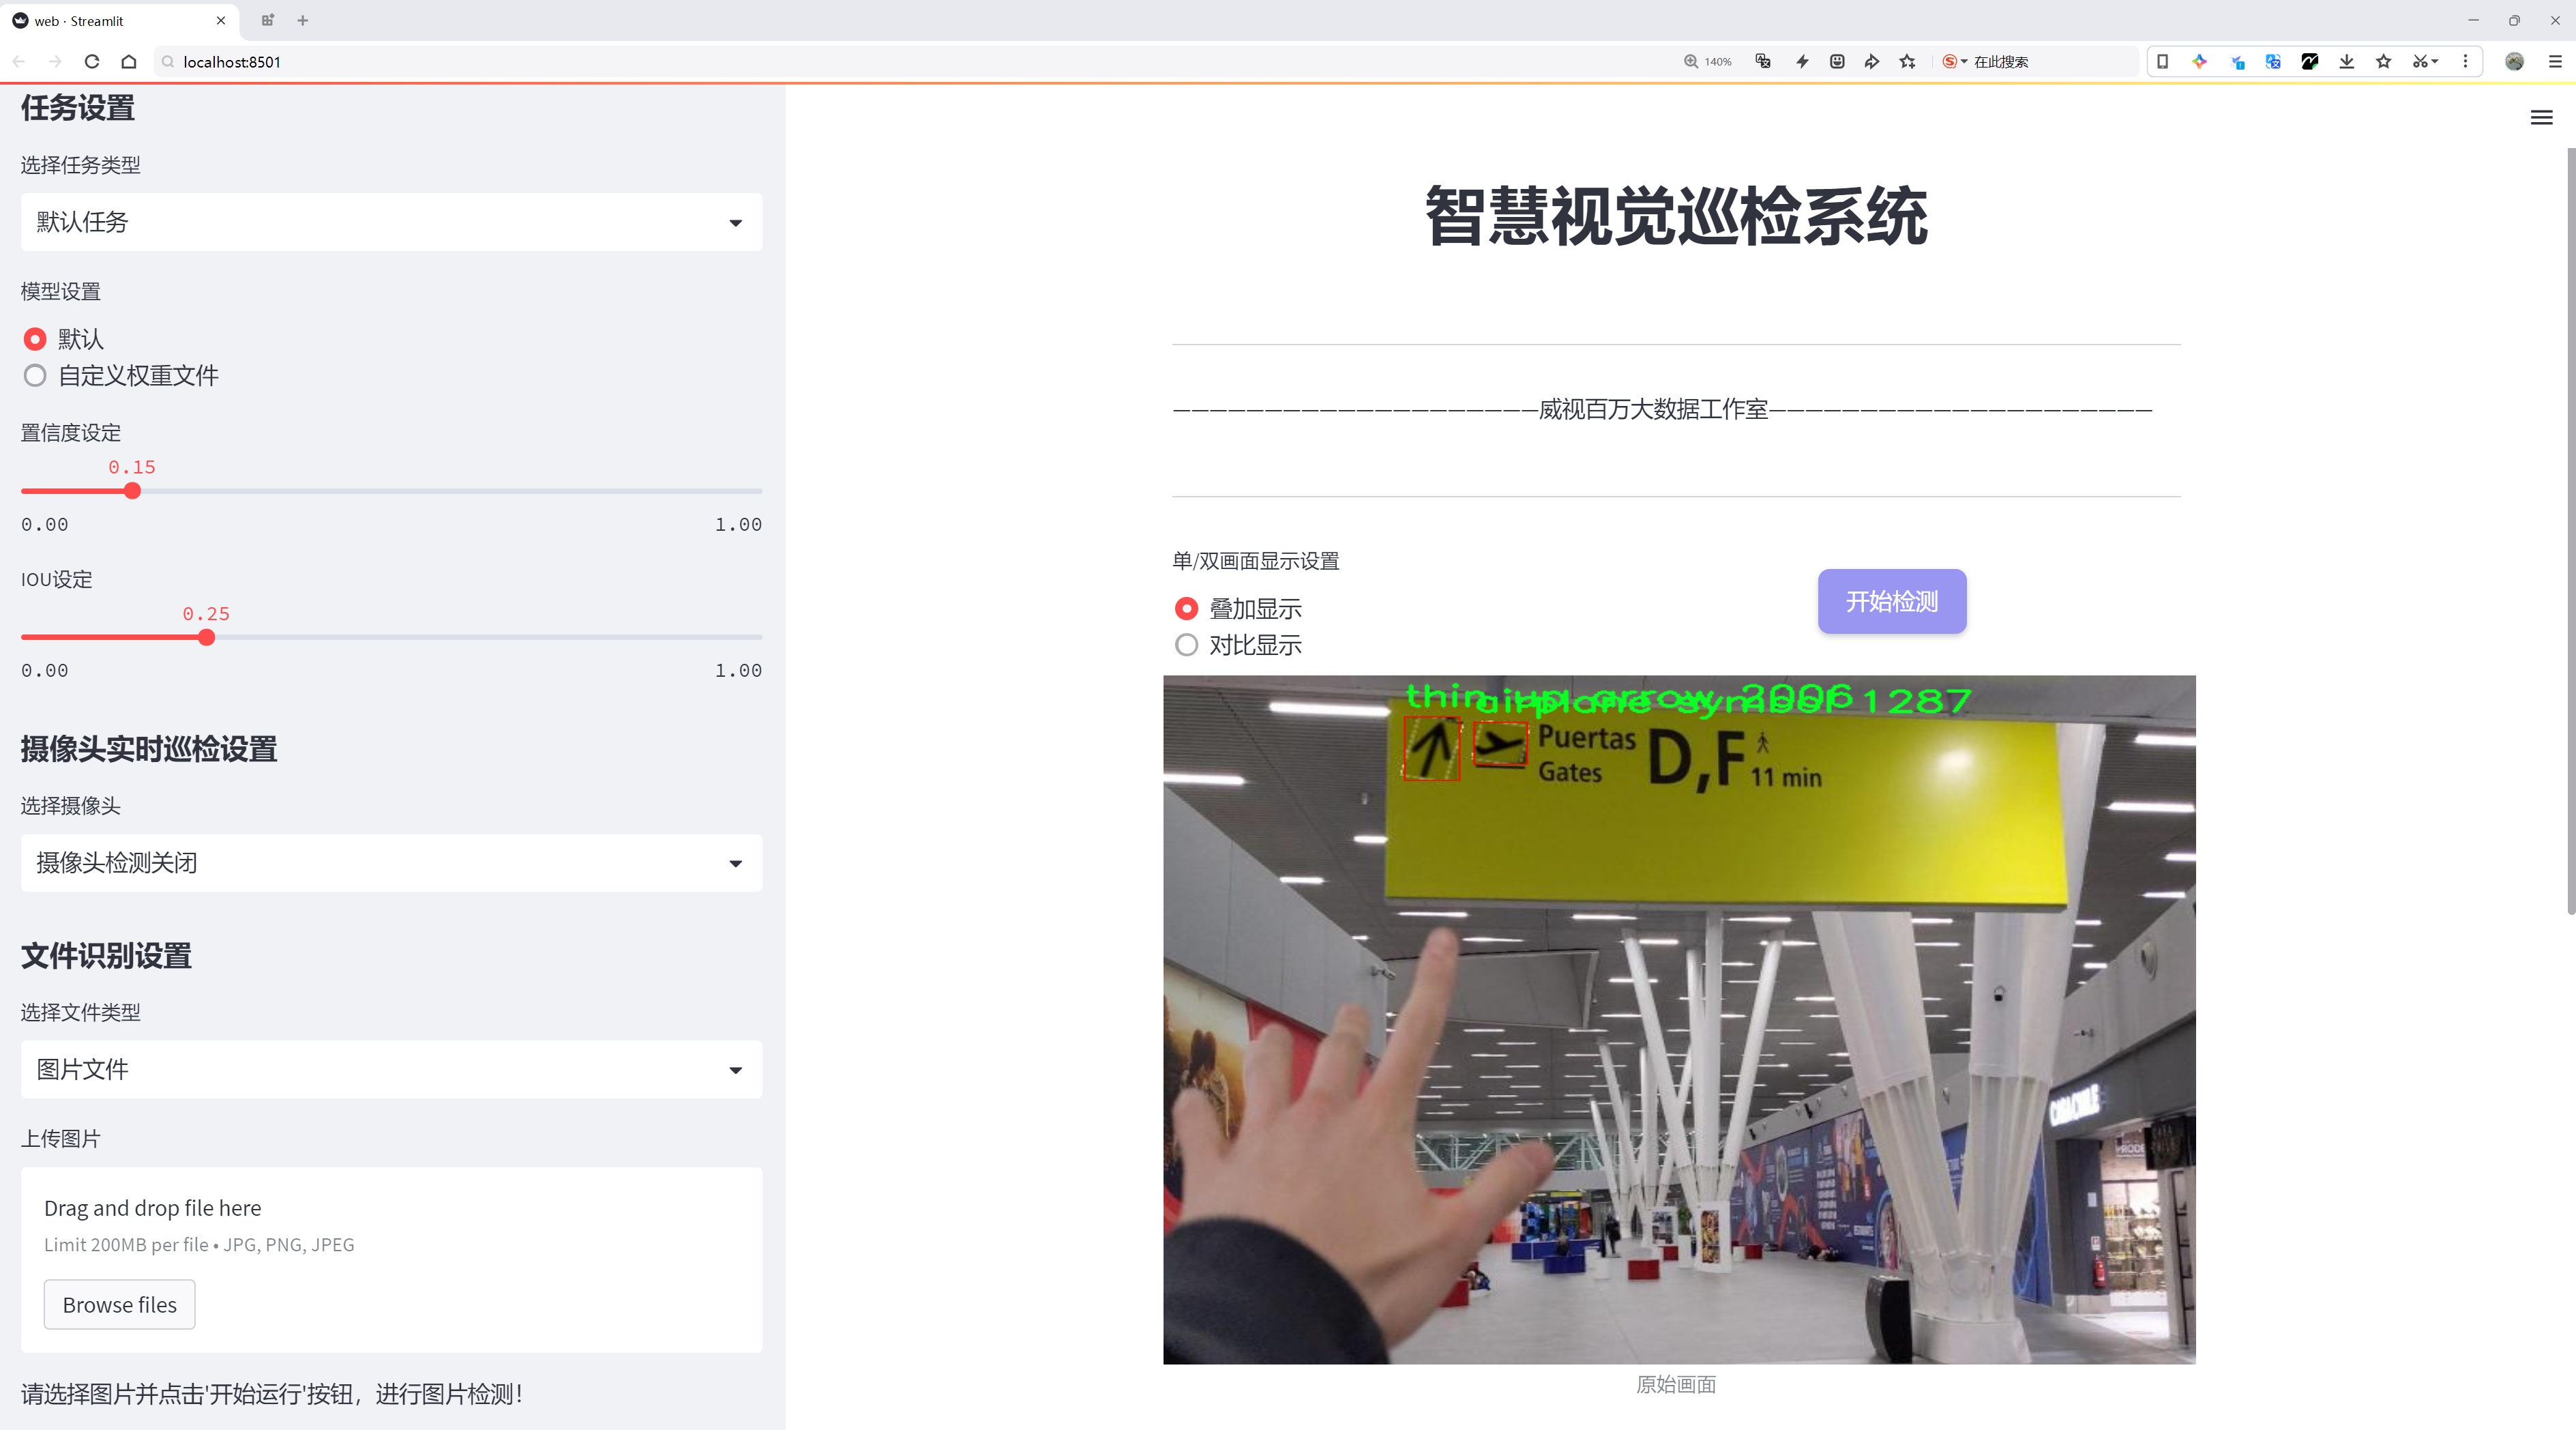 web · Streamlit
localhost:8501
140%
在此搜索
任务设置
选择任务类型
默认任务
模型设置
默认
自定义权重文件
置信度设定
0.15
0.00
1.00
IOU设定
0.25
0.00
1.00
摄像头实时巡检设置
选择摄像头
摄像头检测关闭
文件识别设置
选择文件类型
图片文件
上传图片
Drag and drop file here
Limit 200MB per file • JPG, PNG, JPEG
Browse files
请选择图片并点击'开始运行'按钮，进行图片检测！
智慧视觉巡检系统
————————————————————威视百万大数据工作室—————————————————————
单/双画面显示设置
叠加显示
对比显示
开始检测
thin up arrow 2006
airplane symbol 1287
Puertas
Gates
D,F
11 min
原始画面